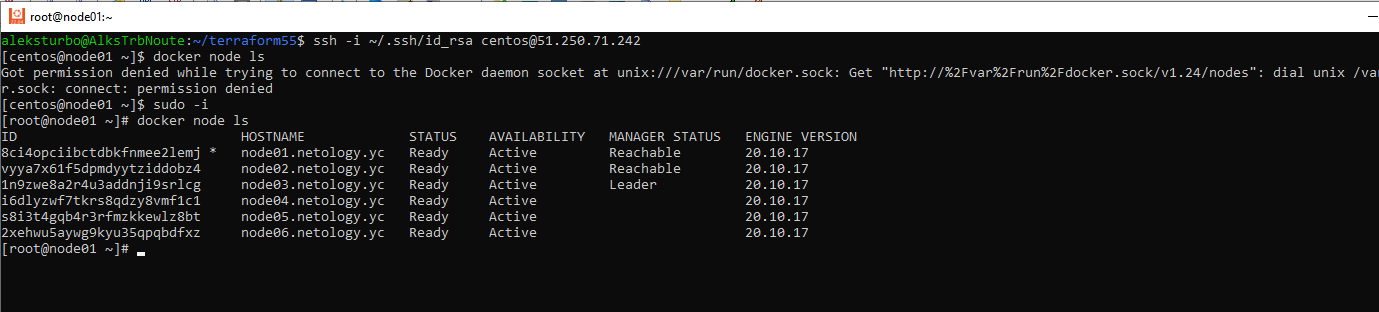 root@node01:~
aleksturbo@AlksTrbNoute:~/terraform55$ ssh -i ~/.ssh/id_rsa centos@51.250.71.242
[centos@node01 ~]$ docker node ls
Got permission denied while trying to connect to the Docker daemon socket at unix:///var/run/docker.sock: Get "http://%2Fvar%2Frun%2Fdocker.sock/v1.24/nodes": dial unix /va
r.sock: connect: permission denied
[centos@node01 ~]$ sudo -i
[root@node01 ~]# docker node ls
ID                            HOSTNAME             STATUS    AVAILABILITY   MANAGER STATUS   ENGINE VERSION
8ci4opciibctdbkfnmee2lemj *   node01.netology.yc   Ready     Active         Reachable        20.10.17
vyya7x61f5dpmdyytziddobz4     node02.netology.yc   Ready     Active         Reachable        20.10.17
1n9zwe8a2r4u3addnji9srlcg     node03.netology.yc   Ready     Active         Leader           20.10.17
i6dlyzwf7tkrs8qdzy8vmf1c1     node04.netology.yc   Ready     Active                          20.10.17
s8i3t4gqb4r3rfmzkkewlz8bt     node05.netology.yc   Ready     Active                          20.10.17
2xehwu5aywg9kyu35qpqbdfxz     node06.netology.yc   Ready     Active                          20.10.17
[root@node01 ~]#